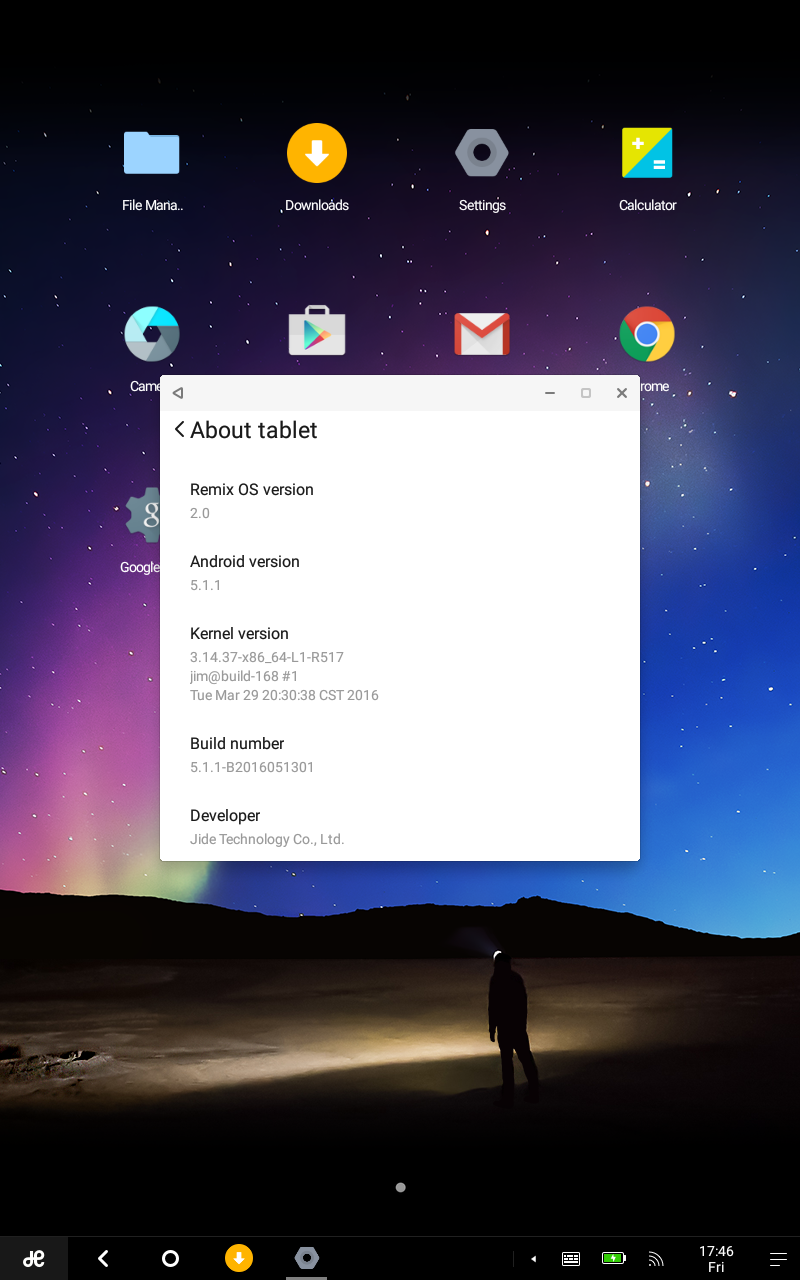 File Mana..
Downloads
Settings
Calculator
Came
rome
Google
About tablet
Remix OS version
2.0
Android version
5.1.1
Kernel version
3.14.37-x86_64-L1-R517
jim@build-168 #1
Tue Mar 29 20:30:38 CST 2016
Build number
5.1.1-B2016051301
Developer
Jide Technology Co., Ltd.
17:46
Fri